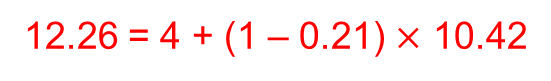 12.26 = 4 + (1 – 0.21) × 10.42